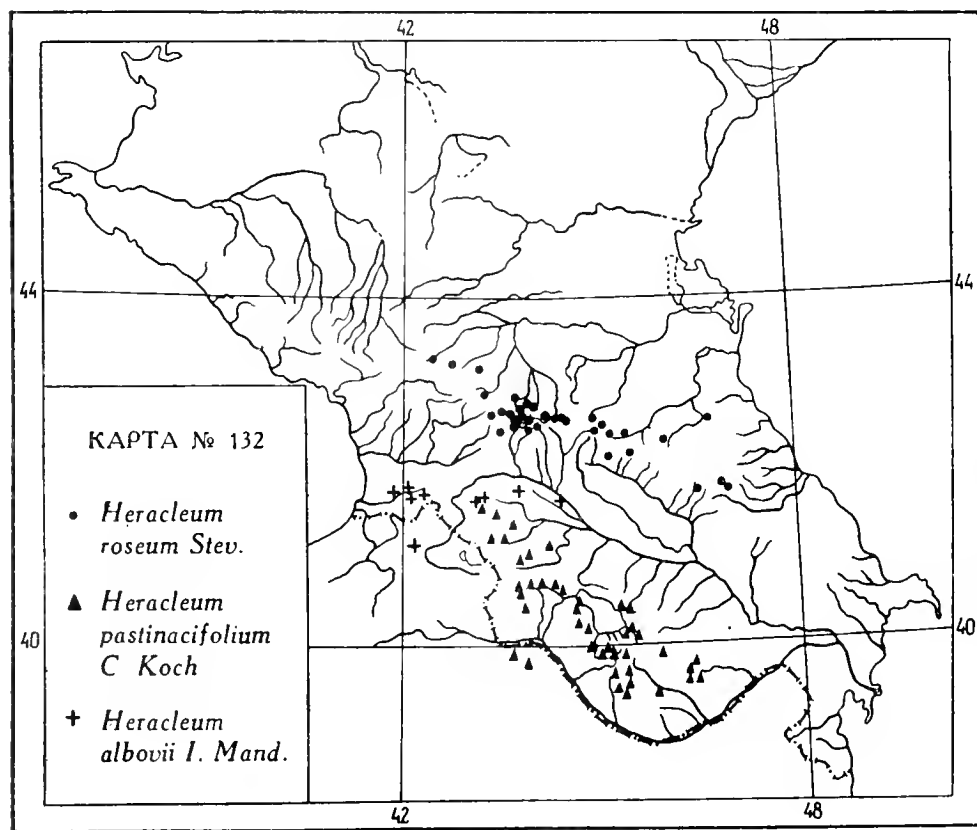 42 48
44 44
КАРТА № 132
Heracleum
roseum Stev.
Heracleum
pastinacifolium
C Koch
Heracleum
albovii I. Mand.
40 40
42 48